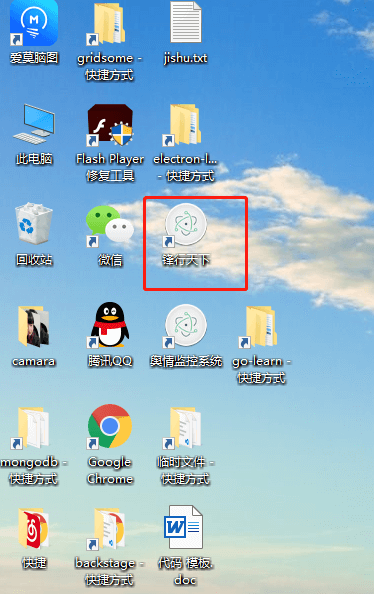 爱莫脑图
gridsome -
快捷方式
jishu.txt
此电脑
Flash Player
修复工具
electron-l...
- 快捷方式
回收站
微信
锋行天下
camara
腾讯QQ
舆情监控系统
go-learn -
快捷方式
mongodb -
快捷方式
Google
Chrome
临时文件 -
快捷方式
快捷
backstage -
快捷方式
代码 模板.
doc